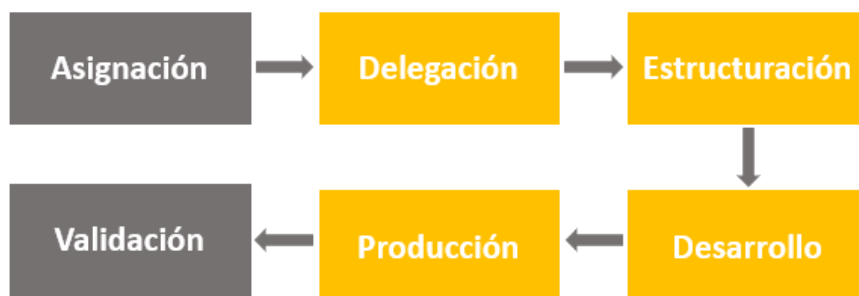 Asignación
Delegación
Estructuración
Desarrollo
Producción
Validación